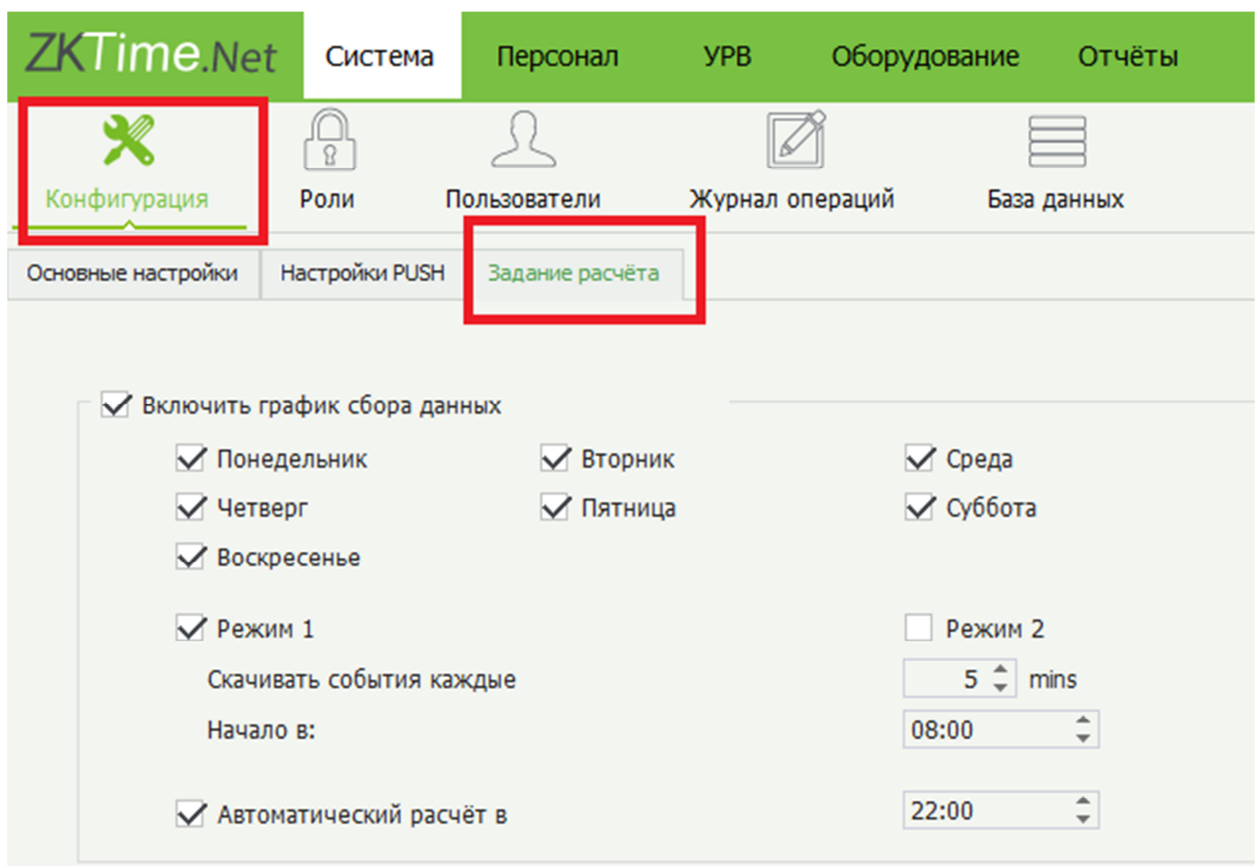 ZKTime.Net Система Персонал УРВ Оборудование Отчёты
Конфигурация Роли Пользователи Журнал операций База данных
Основные настройки Настройки PUSH Задание расчёта
Включить график сбора данных
Понедельник Вторник Среда
Четверг Пятница Суббота
Воскресенье
Режим 1 Режим 2
Скачивать события каждые 5 mins
Начало в: 08:00
Автоматический расчёт в 22:00